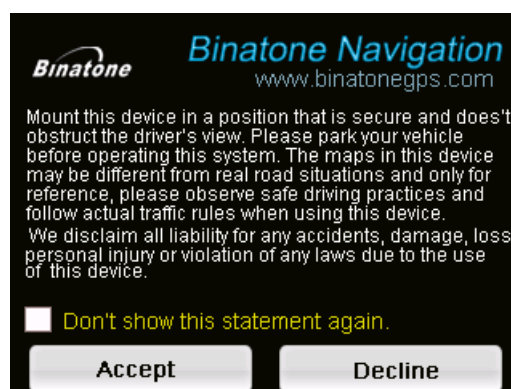 Binatone
Binatone Navigation
www.binatonegps.com
Mount this device in a position that is secure and does't
obstruct the driver's view. Please park your vehicle
before operating this system. The maps in this device
may be different from real road situations and only for
reference, please observe safe driving practices and
follow actual traffic rules when using this device.
We disclaim all liability for any accidents, damage, loss
personal injury or violation of any laws due to the use
of this device.
Don't show this statement again.
Accept
Decline